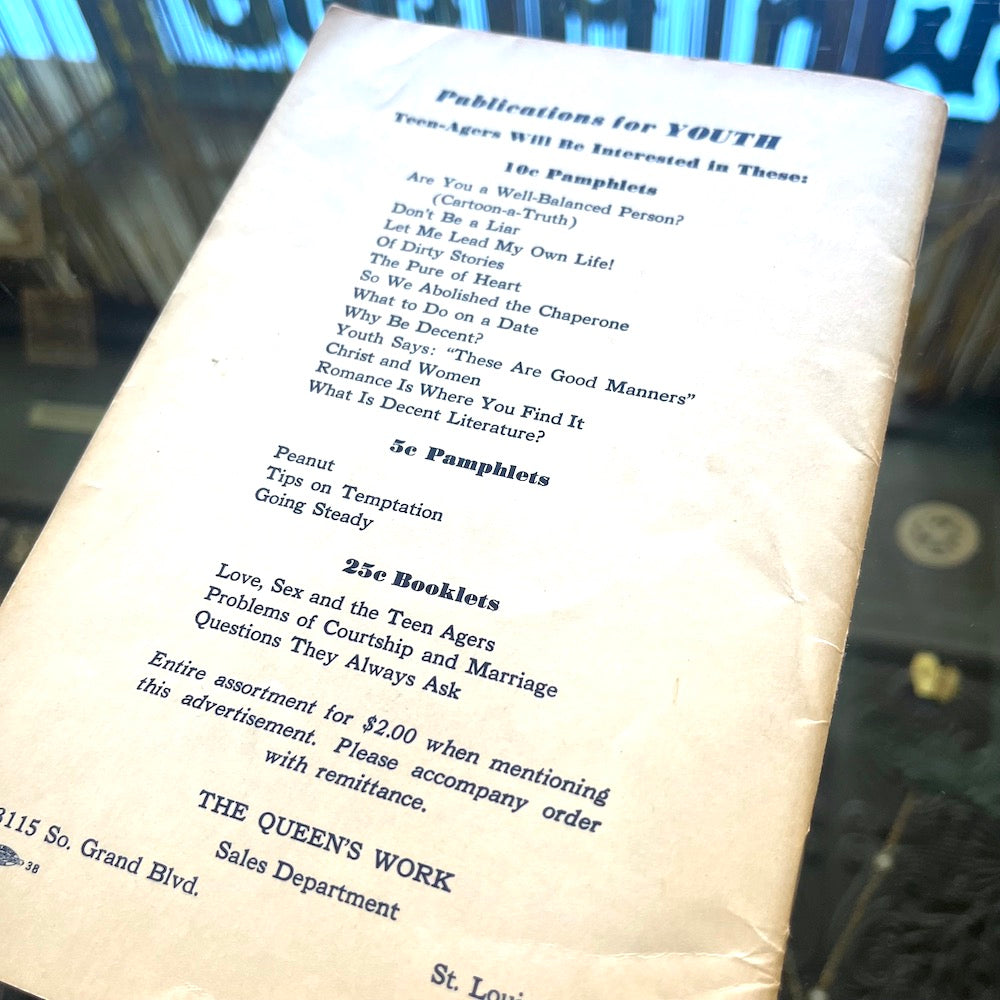 Publications for YOUTH
Teen-Agers Will Be Interested in These:
10c Pamphlets
Are You a Well-Balanced Person?
(Cartoon-a-Truth)
Don't Be a Liar
Let Me Lead My Own Life!
Of Dirty Stories
The Pure of Heart
So We Abolished the Chaperone
What to Do on a Date
Why Be Decent?
Youth Says: “These Are Good Manners”
Christ and Women
Romance Is Where You Find It
What Is Decent Literature?
5c Pamphlets
Peanut
Tips on Temptation
Going Steady
25c Booklets
Love, Sex and the Teen Agers
Problems of Courtship and Marriage
Questions They Always Ask
Entire assortment for $2.00 when mentioning
this advertisement. Please accompany order
with remittance.
THE QUEEN'S WORK
Sales Department
3115 So. Grand Blvd.
38
St. Loui